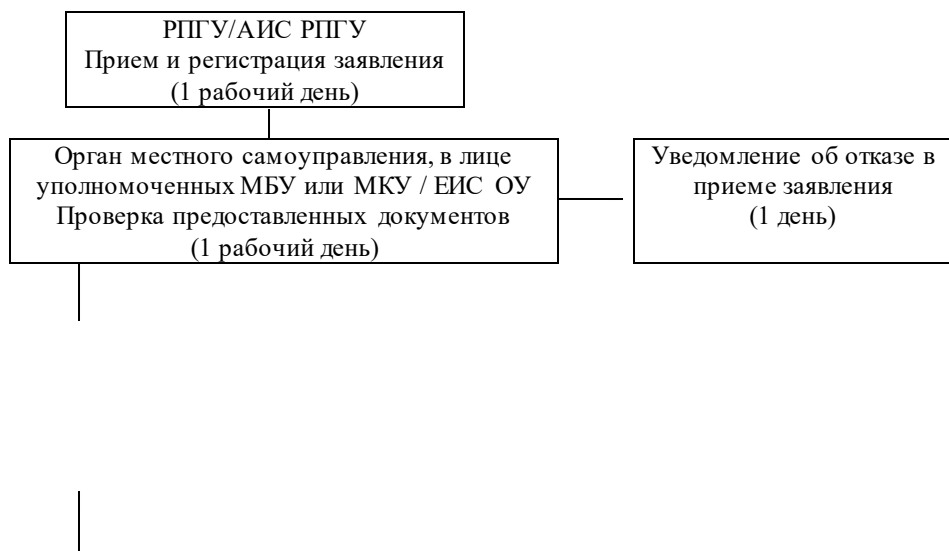 РПГУ/АИС РПГУ
Прием и регистрация заявления
(1 рабочий день)
Орган местного самоуправления, в лице
уполномоченных МБУ или МКУ / ЕИС ОУ
Проверка предоставленных документов
(1 рабочий день)
Уведомление об отказе в
приеме заявления
(1 день)